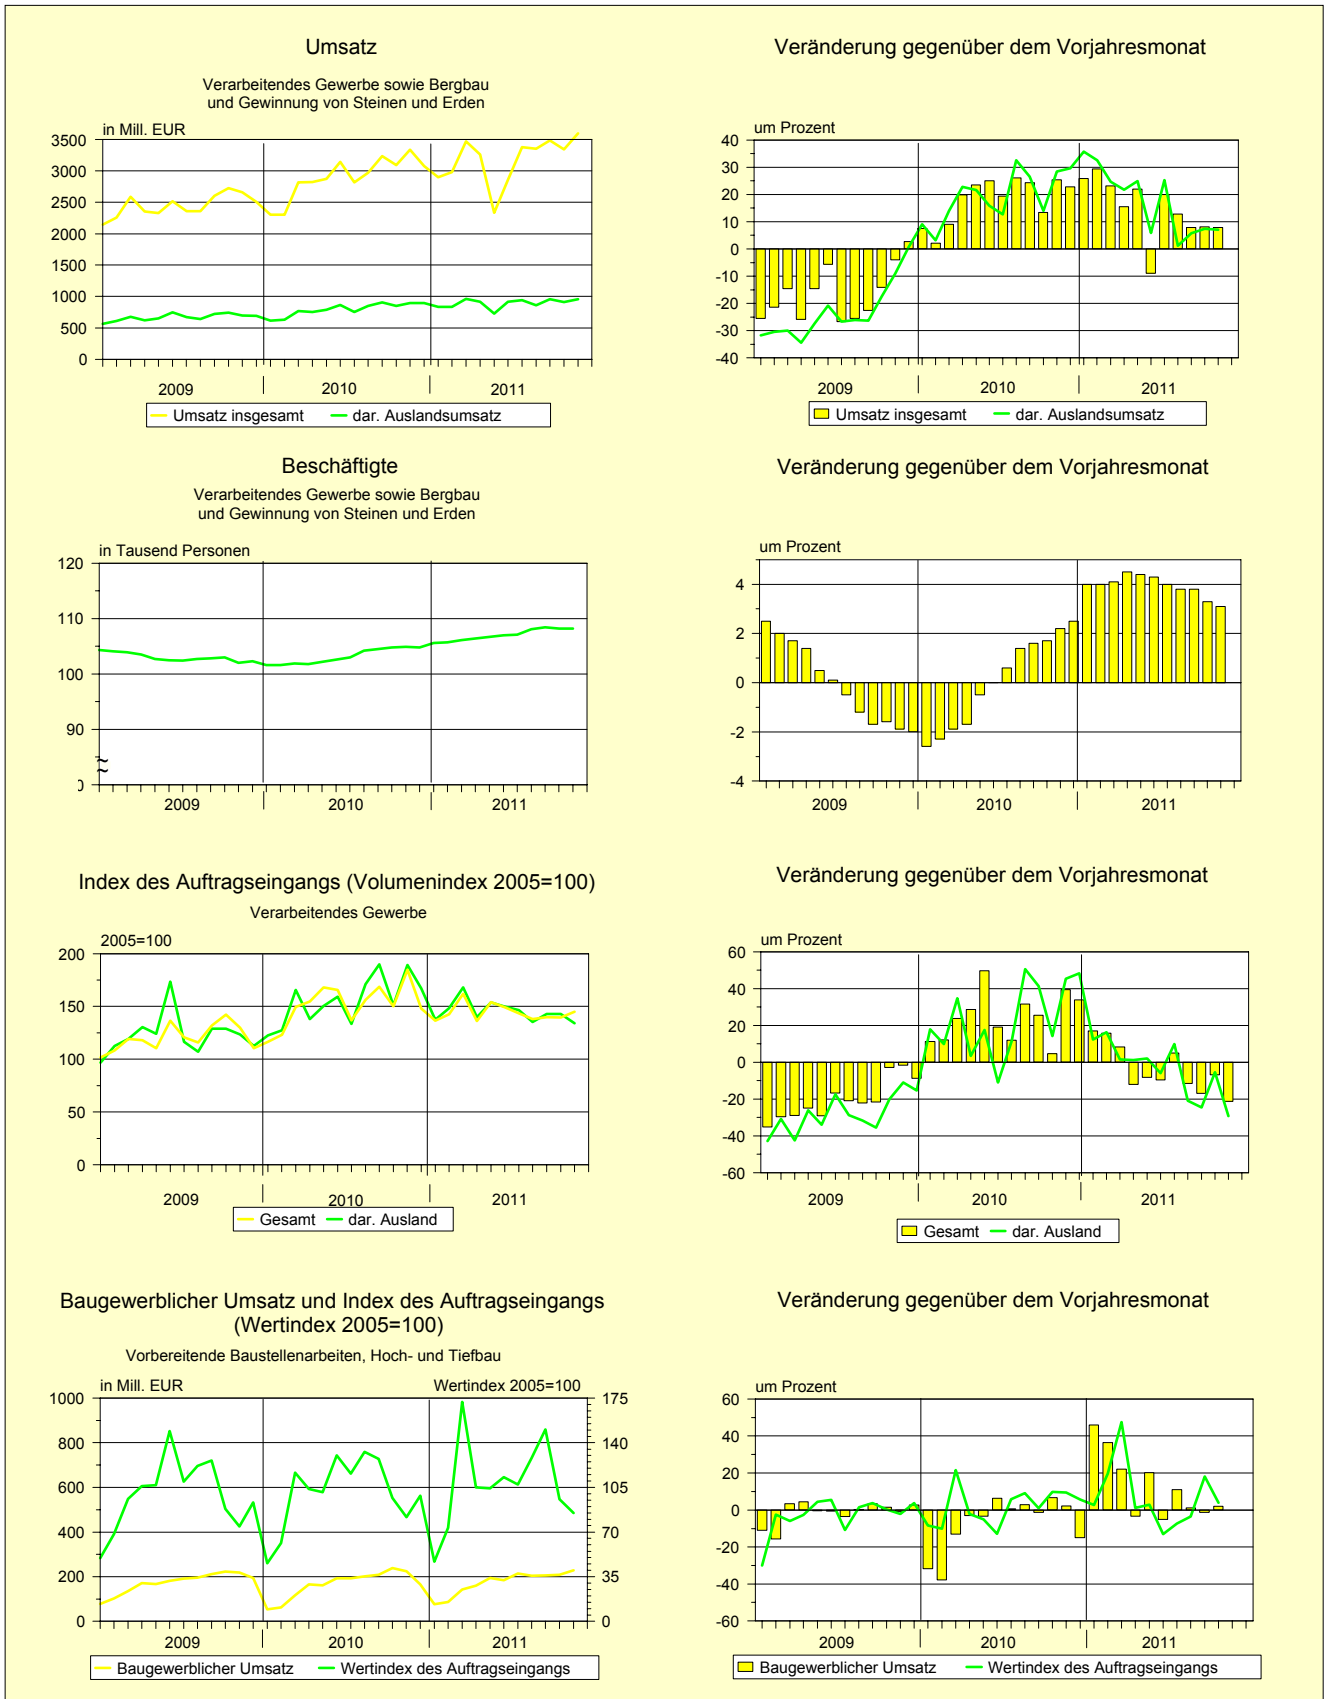 Umsatz
Verarbeitendes Gewerbe sowie Bergbau
und Gewinnung von Steinen und Erden
in Mill. EUR
3500
3000
2500
2000
1500
1000
500
0
2009 2010 2011
Umsatz insgesamt dar. Auslandsumsatz
Veränderung gegenüber dem Vorjahresmonat
um Prozent
40
30
20
10
0
-10
-20
-30
-40
2009 2010 2011
Umsatz insgesamt dar. Auslandsumsatz
Beschäftigte
Verarbeitendes Gewerbe sowie Bergbau
und Gewinnung von Steinen und Erden
in Tausend Personen
120
110
100
90
≈
0
2009 2010 2011
Veränderung gegenüber dem Vorjahresmonat
um Prozent
4
2
0
-2
-4
2009 2010 2011
Index des Auftragseingangs (Volumenindex 2005=100)
Verarbeitendes Gewerbe
2005=100
200
150
100
50
0
2009 2010 2011
Gesamt dar. Ausland
Veränderung gegenüber dem Vorjahresmonat
um Prozent
60
40
20
0
-20
-40
-60
2009 2010 2011
Gesamt dar. Ausland
Baugewerblicher Umsatz und Index des Auftragseingangs
(Wertindex 2005=100)
Vorbereitende Baustellenarbeiten, Hoch- und Tiefbau
in Mill. EUR Wertindex 2005=100
1000 175
800 140
600 105
400 70
200 35
0 0
2009 2010 2011
Baugewerblicher Umsatz Wertindex des Auftragseingangs
Veränderung gegenüber dem Vorjahresmonat
um Prozent
60
40
20
0
-20
-40
-60
2009 2010 2011
Baugewerblicher Umsatz Wertindex des Auftragseingangs